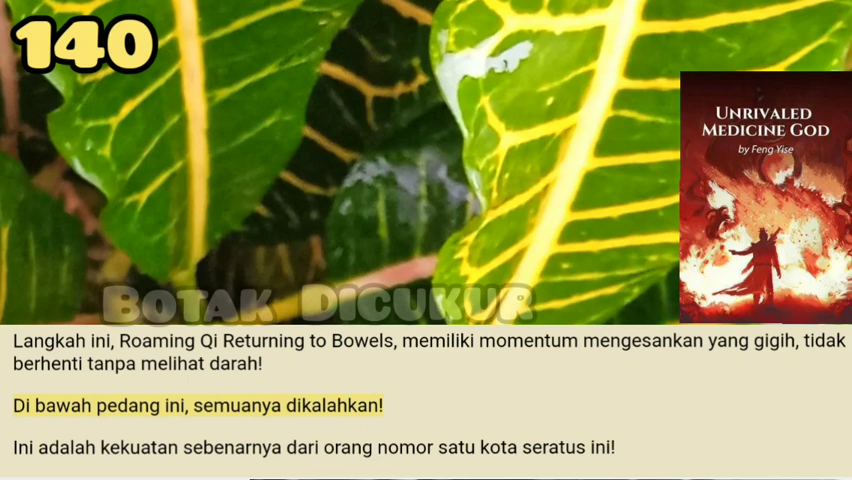 140
UNRIVALED
MEDICINE GOD
by Feng Yise
BOTAK DICUKUR
Langkah ini, Roaming Qi Returning to Bowels, memiliki momentum mengesankan yang gigih, tidak
berhenti tanpa melihat darah!
Di bawah pedang ini, semuanya dikalahkan!
Ini adalah kekuatan sebenarnya dari orang nomor satu kota seratus ini!